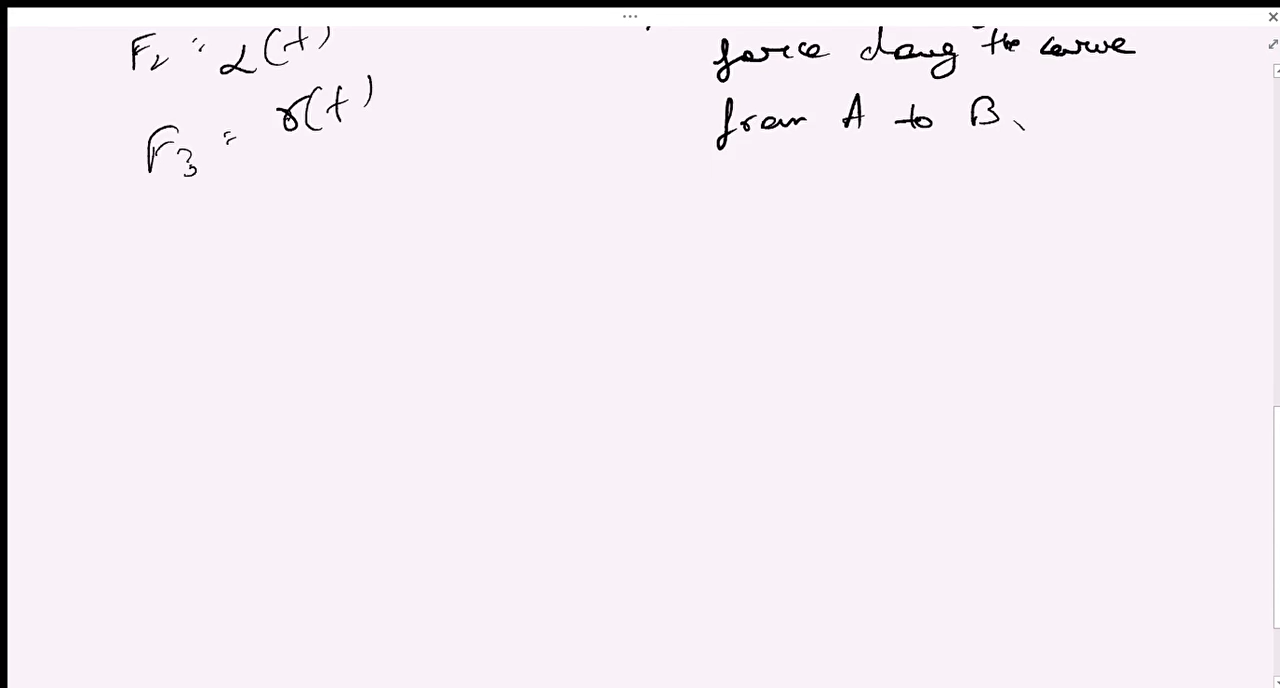 F₂ = α(t)
F₃ = γ(t)
force along the curve
from A to B.